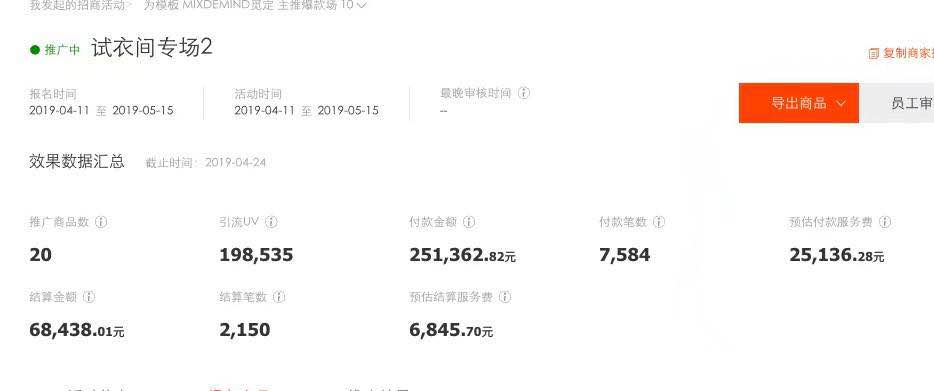 我发起的招商活动> 为模板 MIXDEMIND觅定 主推爆款场 10
推广中 试衣间专场2
复制商家
报名时间 活动时间 最晚审核时间
2019-04-11 至 2019-05-15 2019-04-11 至 2019-05-15 --
导出商品 员工审
效果数据汇总 截止时间：2019-04-24
推广商品数 引流UV 付款金额 付款笔数 预估付款服务费
20 198,535 251,362.82元 7,584 25,136.28元
结算金额 结算笔数 预估结算服务费
68,438.01元 2,150 6,845.70元